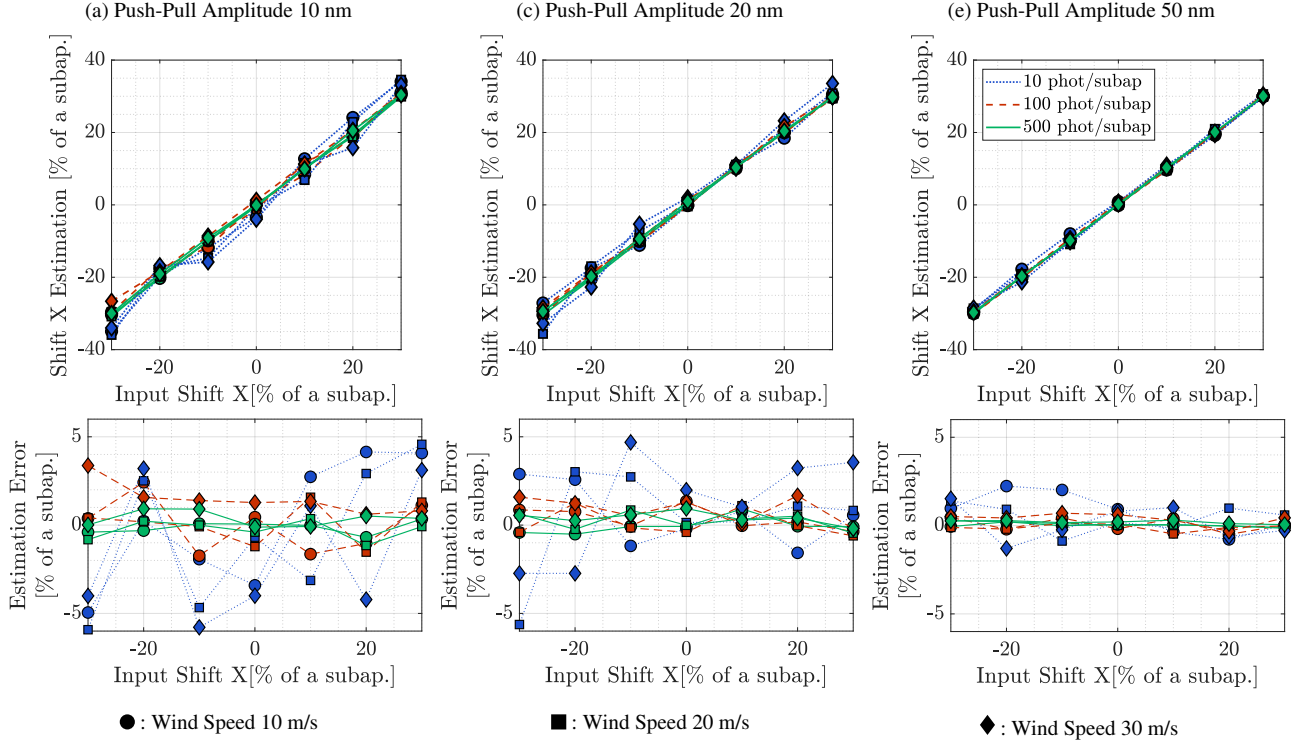 (a) Push-Pull Amplitude 10 nm
(c) Push-Pull Amplitude 20 nm
(e) Push-Pull Amplitude 50 nm
Shift X Estimation [% of a subap.]
40
20
0
-20
-40
-20
0
20
Input Shift X[% of a subap.]
Shift X Estimation [% of a subap.]
40
20
0
-20
-40
-20
0
20
Input Shift X[% of a subap.]
Shift X Estimation [% of a subap.]
40
20
0
-20
-40
10 phot/subap
100 phot/subap
500 phot/subap
-20
0
20
Input Shift X[% of a subap.]
Estimation Error
[% of a subap.]
5
0
-5
-20
0
20
Input Shift X[% of a subap.]
Estimation Error
[% of a subap.]
5
0
-5
-20
0
20
Input Shift X[% of a subap.]
Estimation Error
[% of a subap.]
5
0
-5
-20
0
20
Input Shift X[% of a subap.]
: Wind Speed 10 m/s
: Wind Speed 20 m/s
: Wind Speed 30 m/s